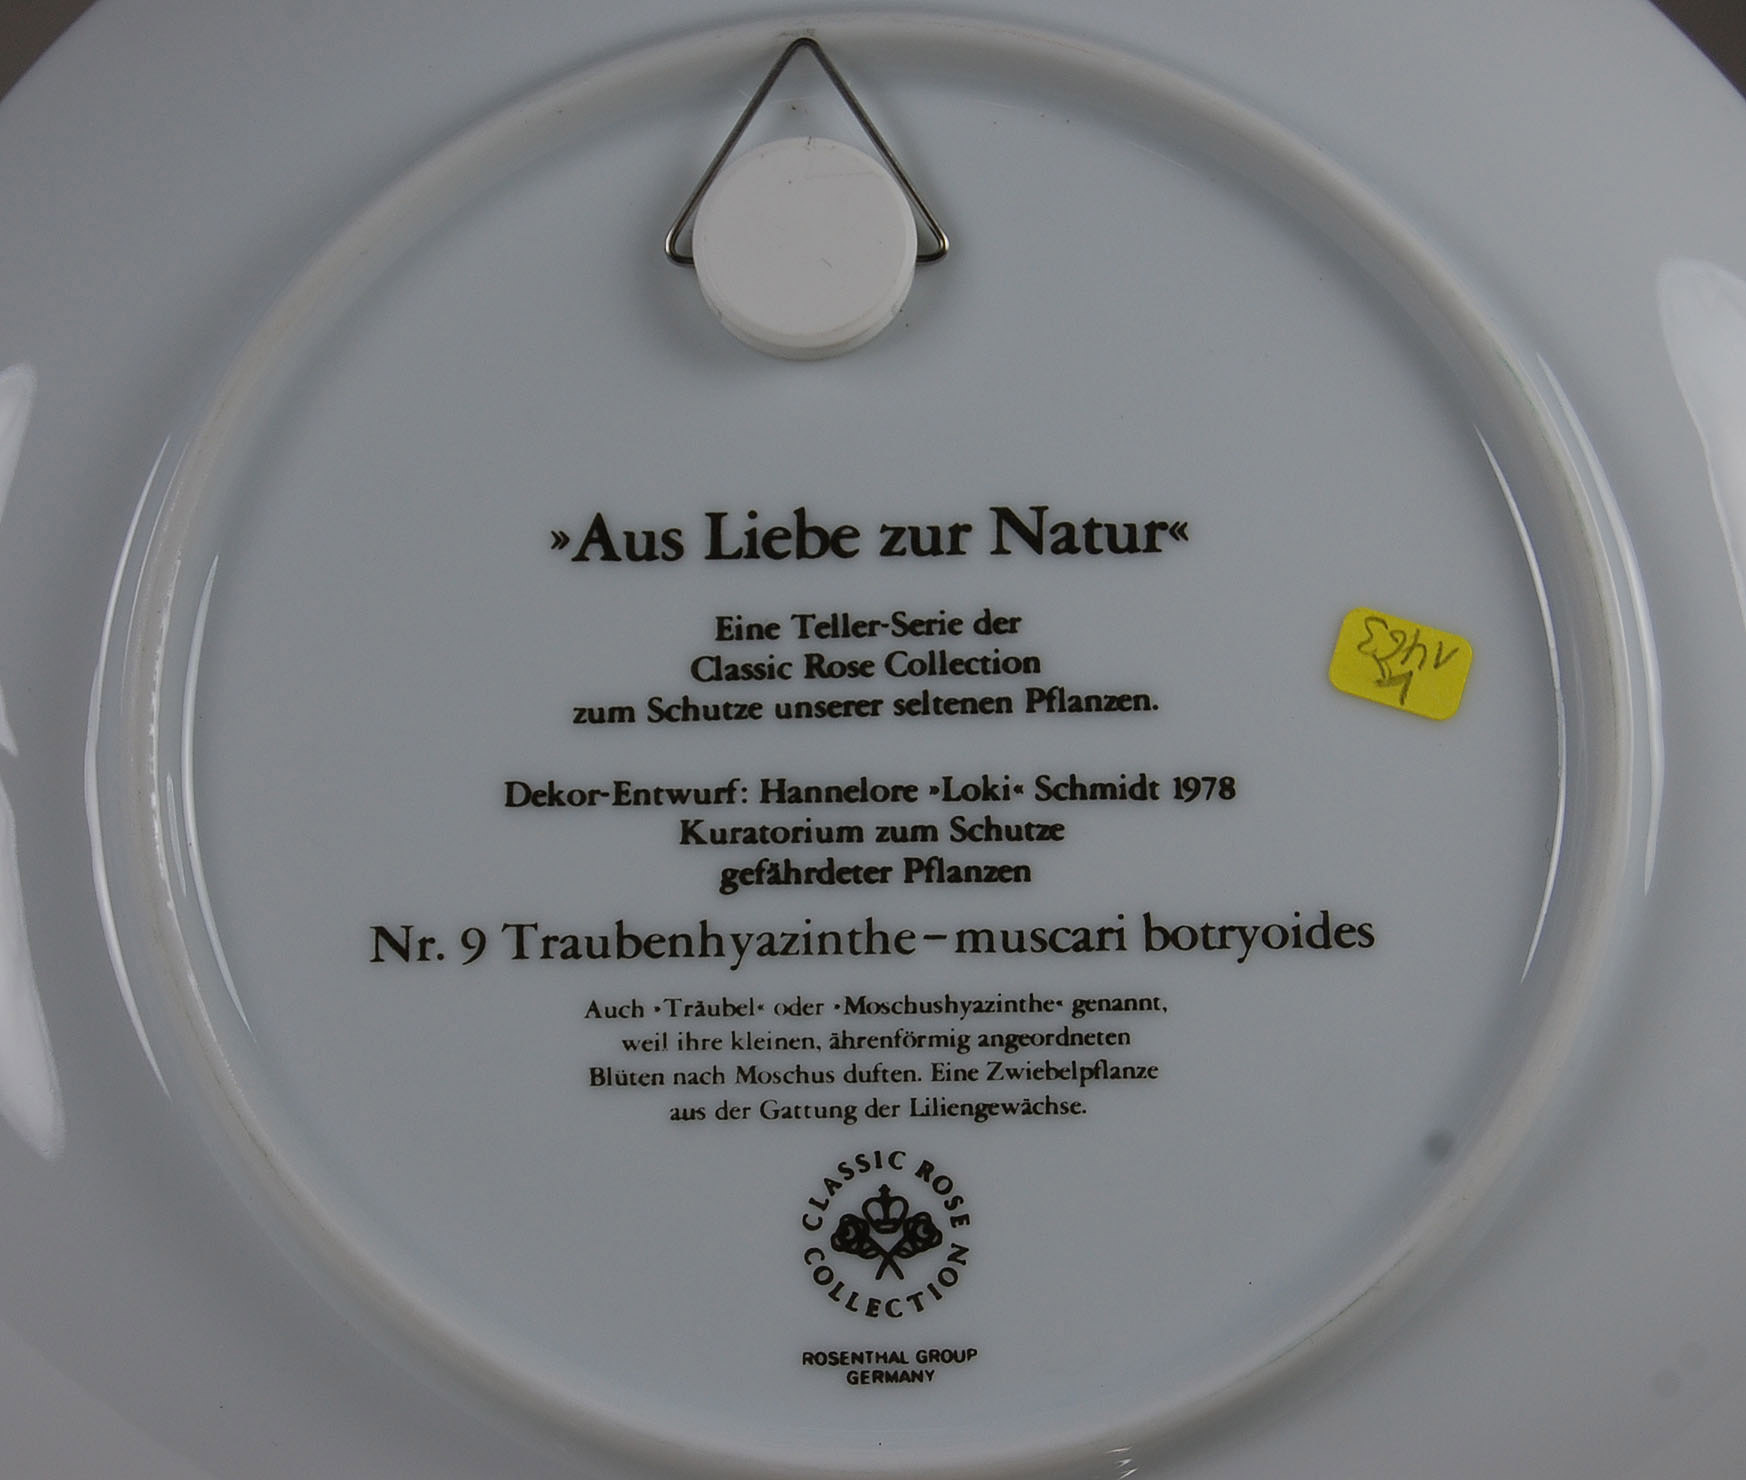 »Aus Liebe zur Natur«
Eine Teller-Serie der
Classic Rose Collection
zum Schutze unserer seltenen Pflanzen.
Dekor-Entwurf: Hannelore »Loki« Schmidt 1978
Kuratorium zum Schutze
gefährdeter Pflanzen
Nr. 9 Traubenhyazinthe – muscari botryoides
Auch ›Träubel‹ oder ›Moschushyazinthe‹ genannt,
weil ihre kleinen, ährenförmig angeordneten
Blüten nach Moschus duften. Eine Zwiebelpflanze
aus der Gattung der Liliengewächse.
CLASSIC ROSE
COLLECTION
ROSENTHAL GROUP
GERMANY